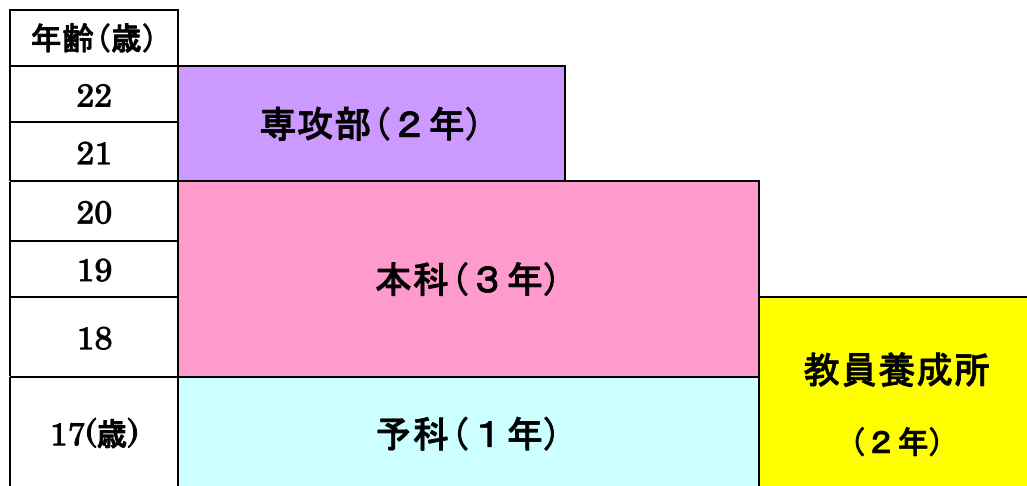 年齢（歳）
22
専攻部（２年）
21
20
19
本科（３年）
18
教員養成所
（２年）
17(歳)
予科（１年）